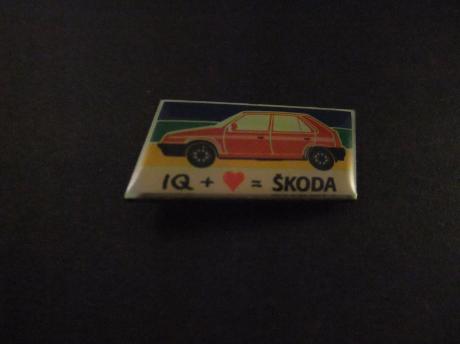 IQ + ♥ = ŠKODA